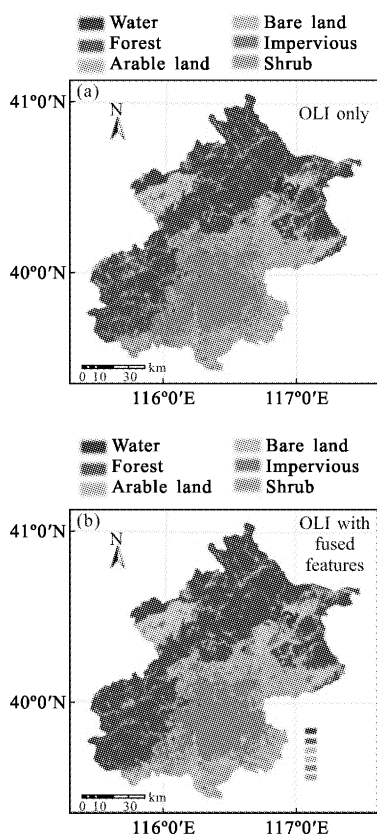 Water Bare land
Forest Impervious
Arable land Shrub
(a)
OLI only
N
41°0′N
40°0′N
0 10 30 km
116°0′E 117°0′E
Water Bare land
Forest Impervious
Arable land Shrub
(b)
OLI with
fused
features
N
41°0′N
40°0′N
0 10 30 km
116°0′E 117°0′E